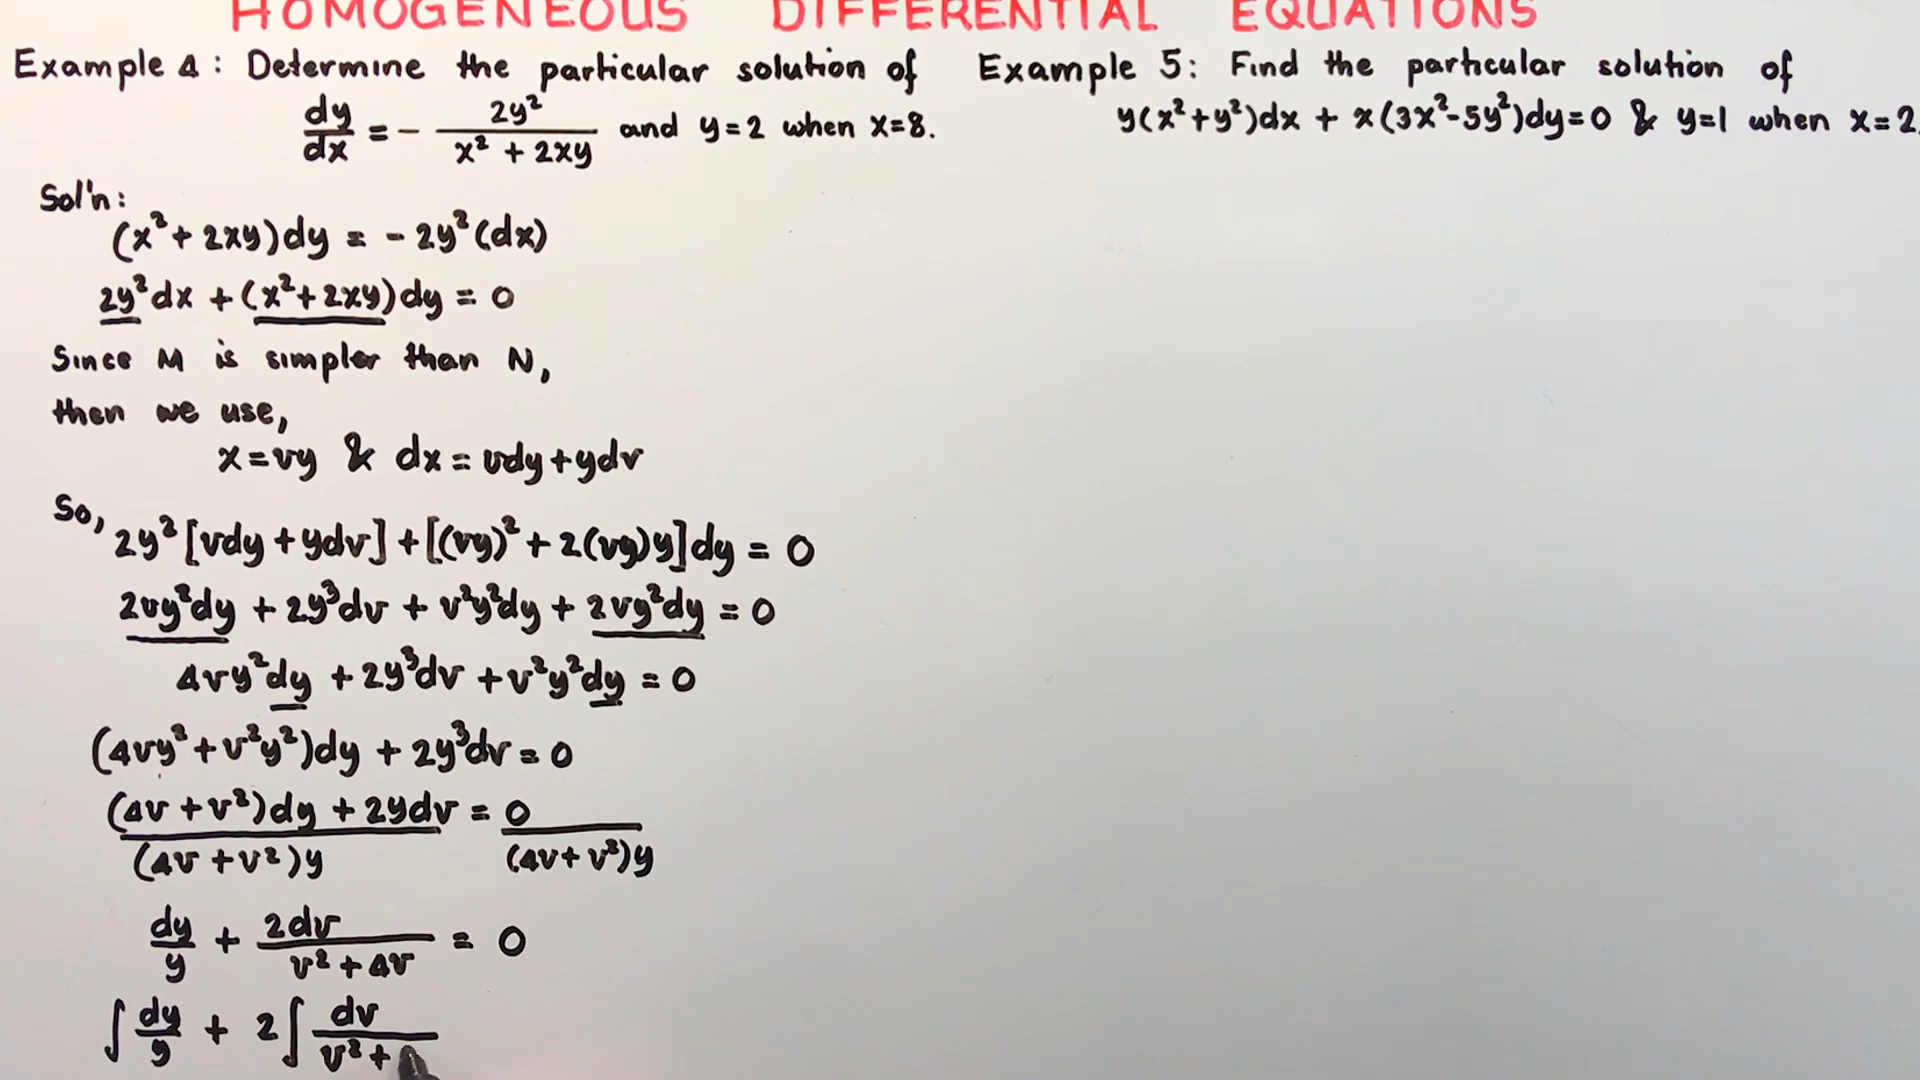 HOMOGENEOUS DIFFERENTIAL EQUATIONS
Example 4: Determine the particular solution of
dy/dx = - 2y²/(x² + 2xy) and y=2 when x=8.
Sol'n:
(x² + 2xy)dy = -2y²(dx)
2y²dx + (x²+2xy)dy = 0
Since M is simpler than N,
then we use,
x=vy & dx = vdy+ydv
So,
2y²[vdy + ydv] + [(vy)² + 2(vy)y]dy = 0
2vy²dy + 2y³dv + v²y²dy + 2vy²dy = 0
4vy²dy + 2y³dv + v²y²dy = 0
(4vy² + v²y²)dy + 2y³dv = 0
(4v + v²)dy + 2ydv = 0
(4v + v²)y (4v + v²)y
dy/y + 2dv/(v² + 4v) = 0
∫ dy/y + 2∫ dv/v² +
Example 5: Find the particular solution of
y(x²+y²)dx + x(3x²-5y²)dy=0 & y=1 when x=2.